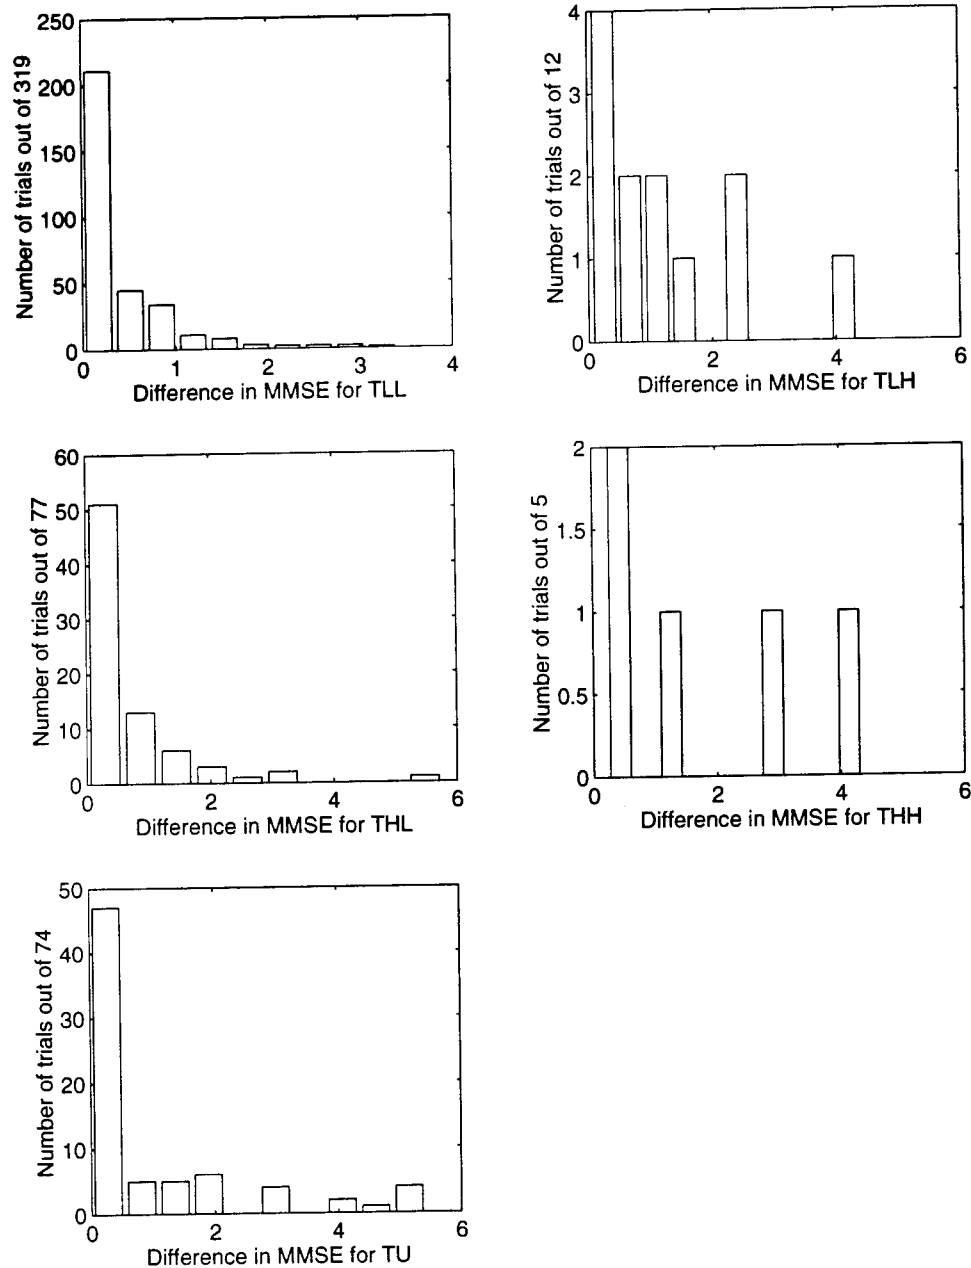 250
200
150
100
50
0
Number of trials out of 319
0 1 2 3 4
Difference in MMSE for TLL
4
3
2
1
0
Number of trials out of 12
0 2 4 6
Difference in MMSE for TLH
60
50
40
30
20
10
0
Number of trials out of 77
0 2 4 6
Difference in MMSE for THL
2
1.5
1
0.5
0
Number of trials out of 5
0 2 4 6
Difference in MMSE for THH
50
40
30
20
10
0
Number of trials out of 74
0 2 4 6
Difference in MMSE for TU